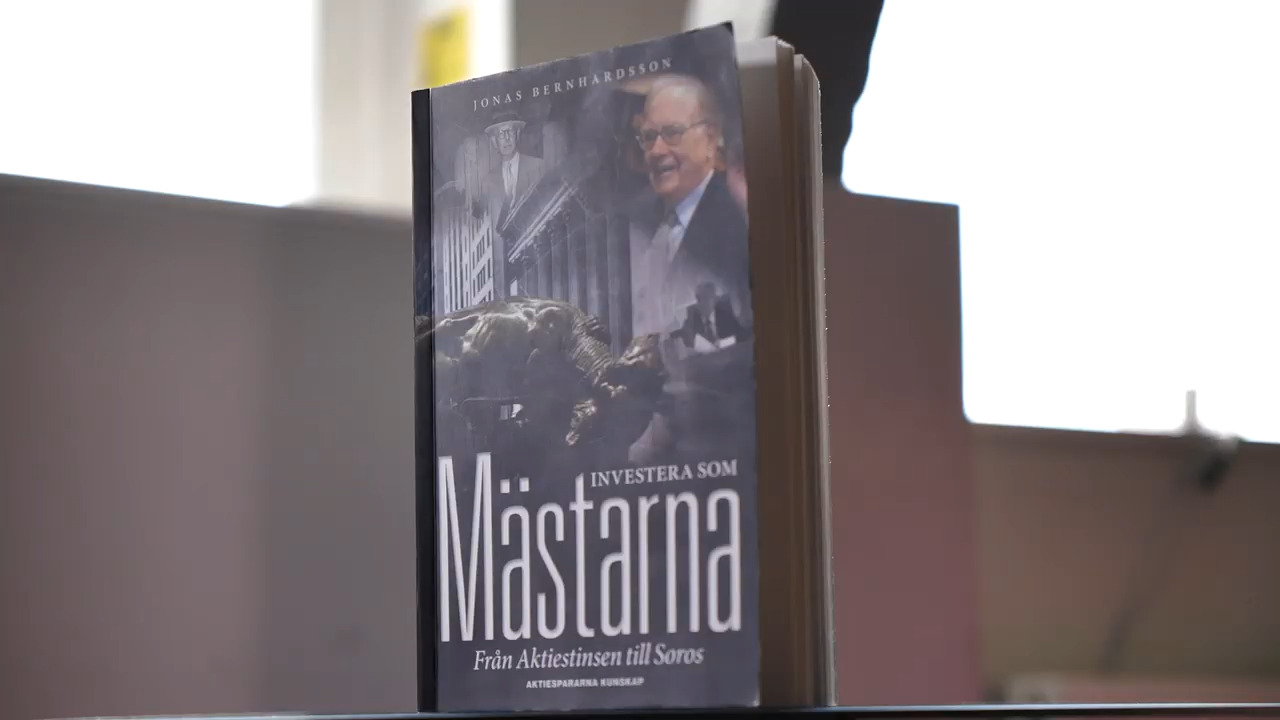 JONAS BERNHARDSSON
INVESTERA SOM
Mästarna
Från Aktiestinsen till Soros
AKTIESPARARNA KUNSKAP